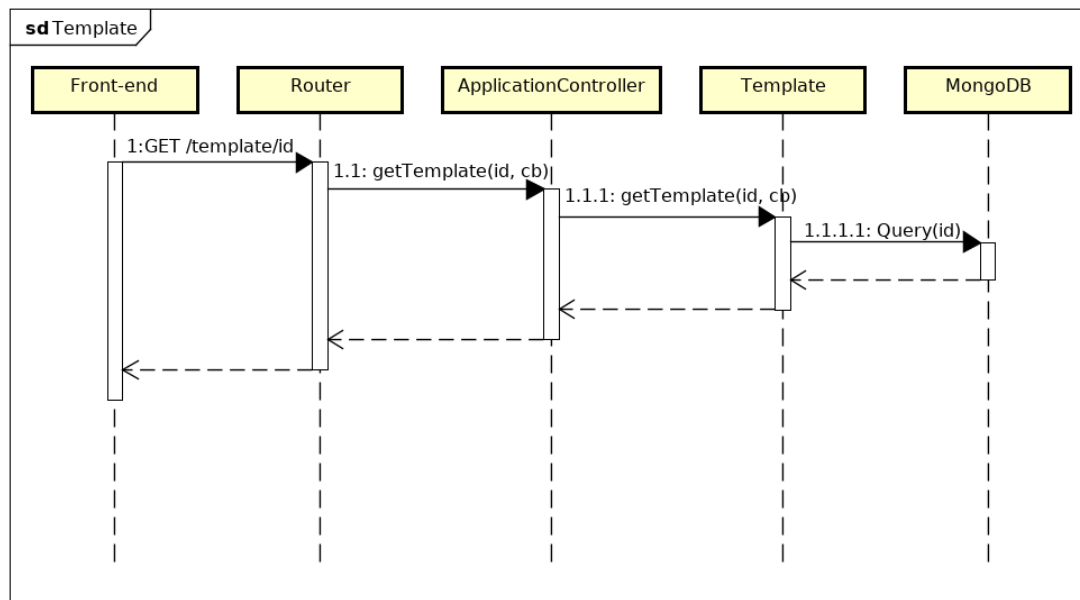 sd Template
Front-end
Router
ApplicationController
Template
MongoDB
1:GET /template/id
1.1: getTemplate(id, cb)
1.1.1: getTemplate(id, cb)
1.1.1.1: Query(id)